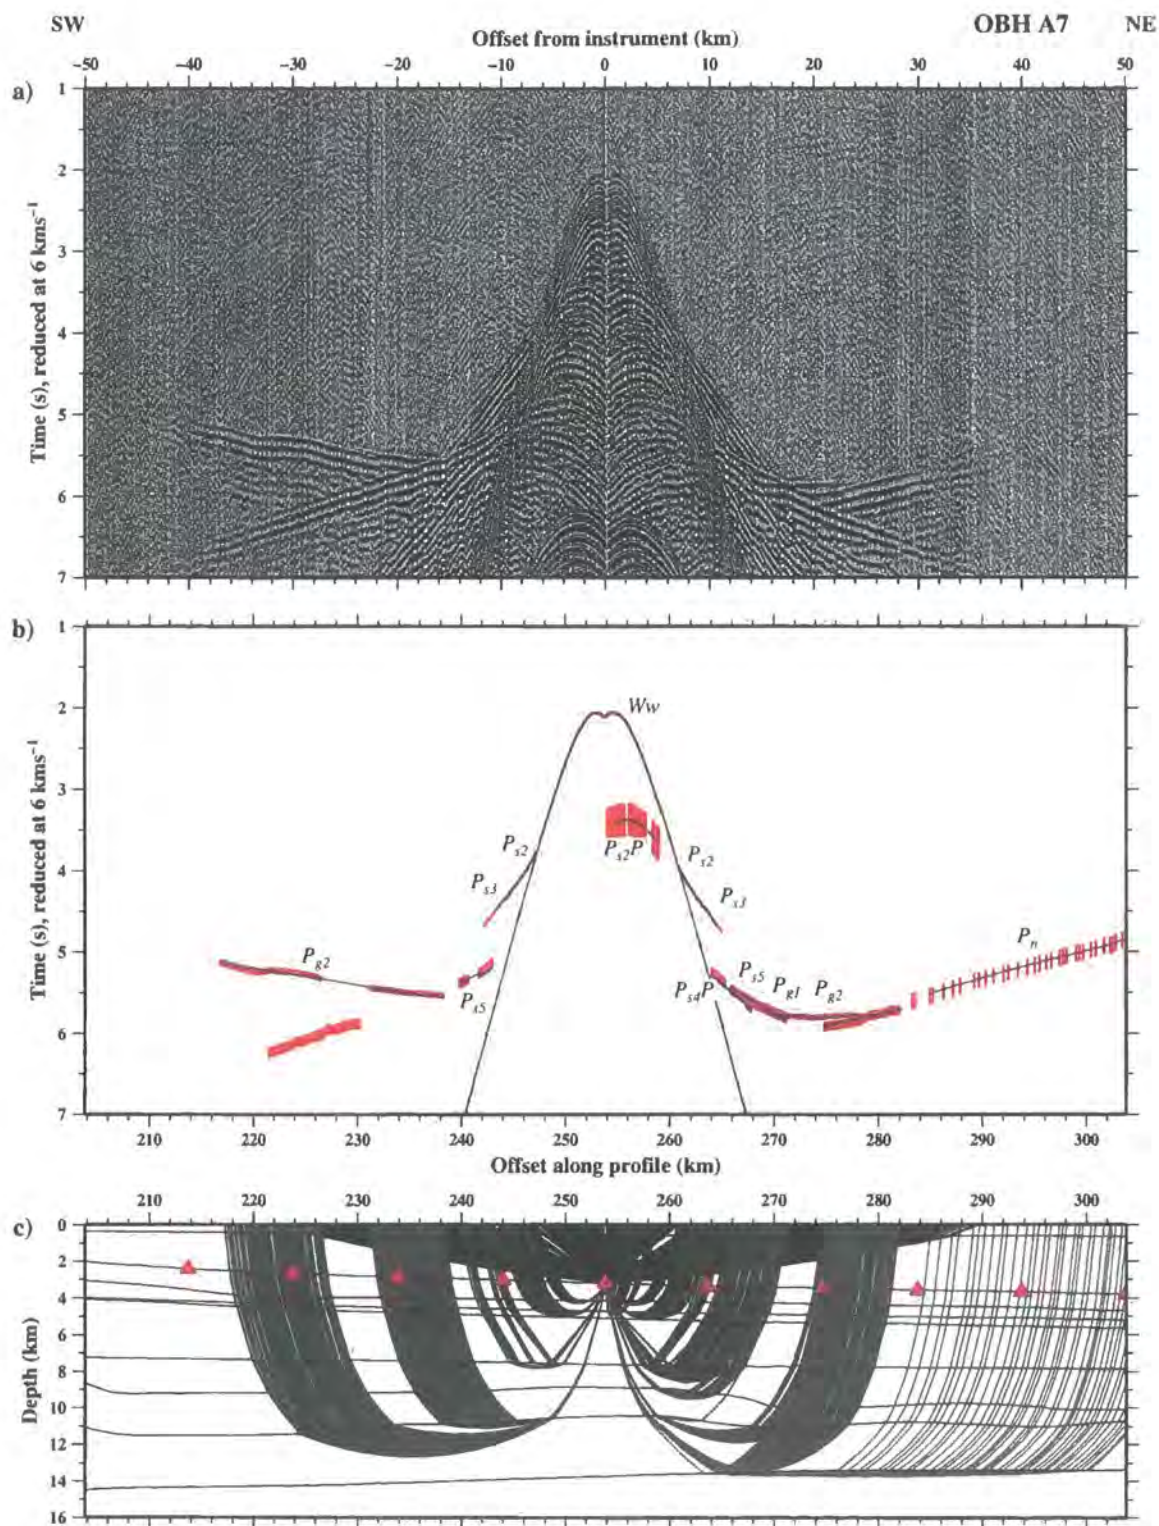 SW OBH A7 NE
Offset from instrument (km)
−50 −40 −30 −20 −10 0 10 20 30 40 50
a)
1
2
3
4
5
6
7
Time (s), reduced at 6 kms⁻¹
b)
1
2
3
4
5
6
7
Time (s), reduced at 6 kms⁻¹
Ww
Ps2 Ps2P Ps2
Ps3 Ps3
Pg2 Pn
Ps5 Ps4P Ps5 Pg1 Pg2
210 220 230 240 250 260 270 280 290 300
Offset along profile (km)
210 220 230 240 250 260 270 280 290 300
c)
0
2
4
6
8
10
12
14
16
Depth (km)